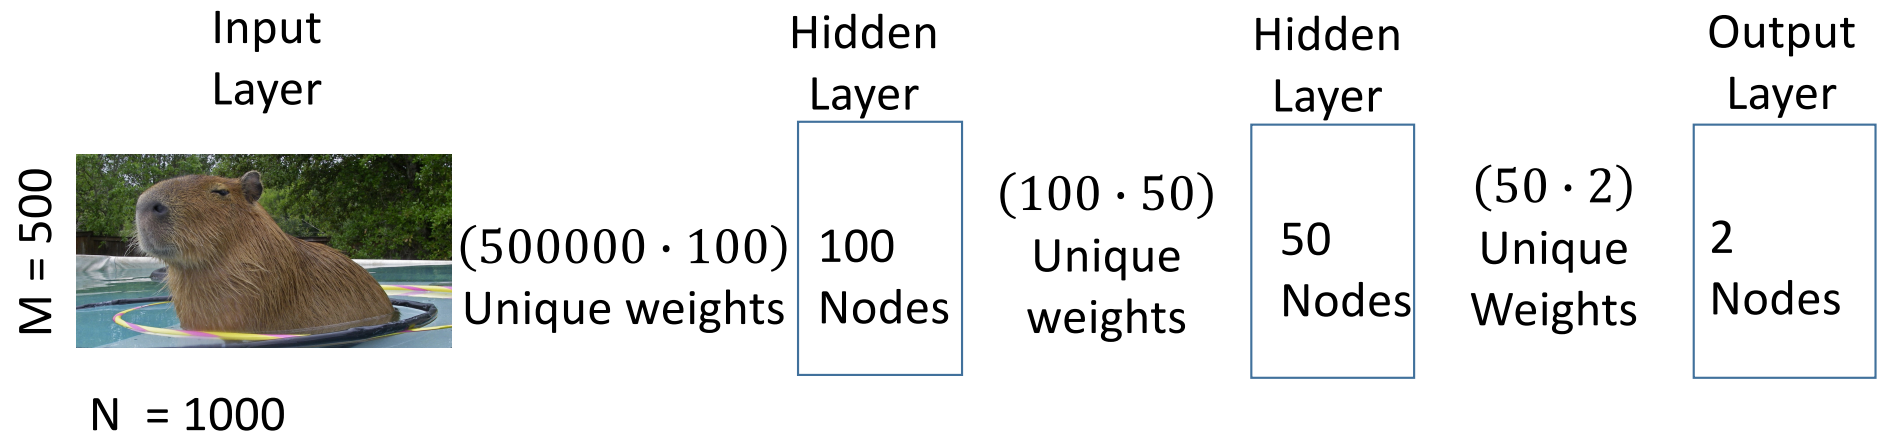 Input
Layer
Hidden
Layer
Hidden
Layer
Output
Layer
M = 500
(500000 · 100)
Unique weights
100
Nodes
(100 · 50)
Unique
weights
50
Nodes
(50 · 2)
Unique
Weights
2
Nodes
N = 1000